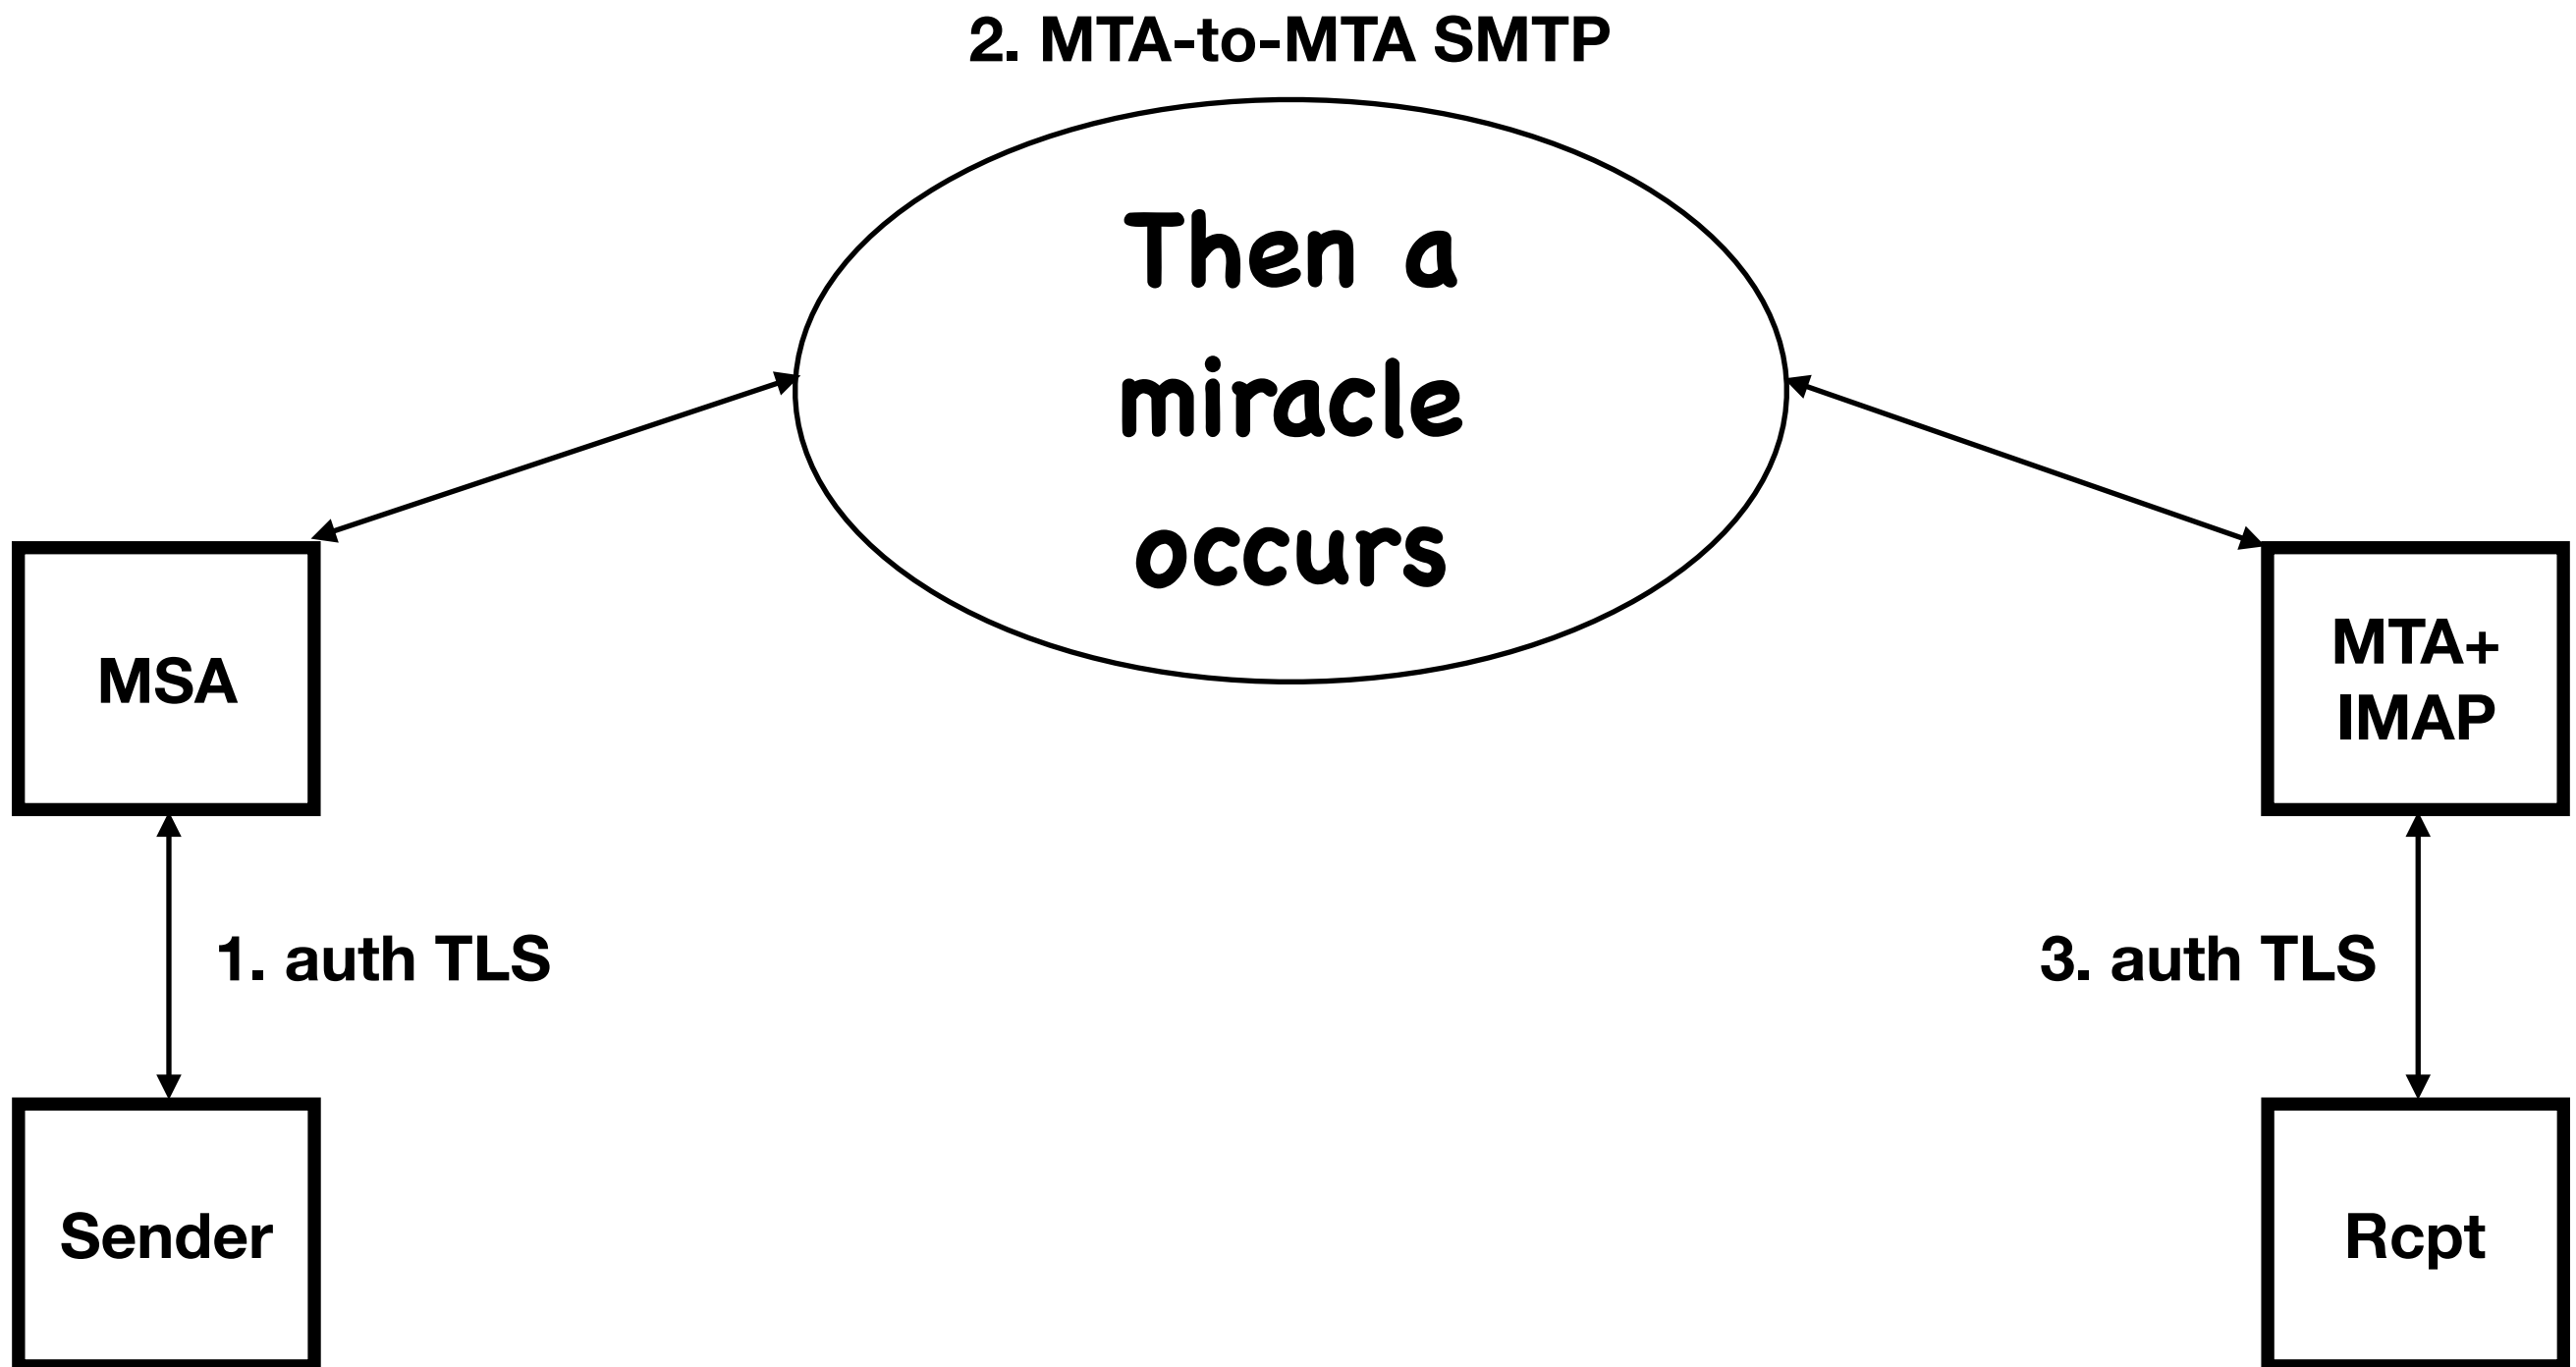 2. MTA-to-MTA SMTP
Then a
miracle
occurs
MSA
MTA+
IMAP
1. auth TLS
3. auth TLS
Sender
Rcpt